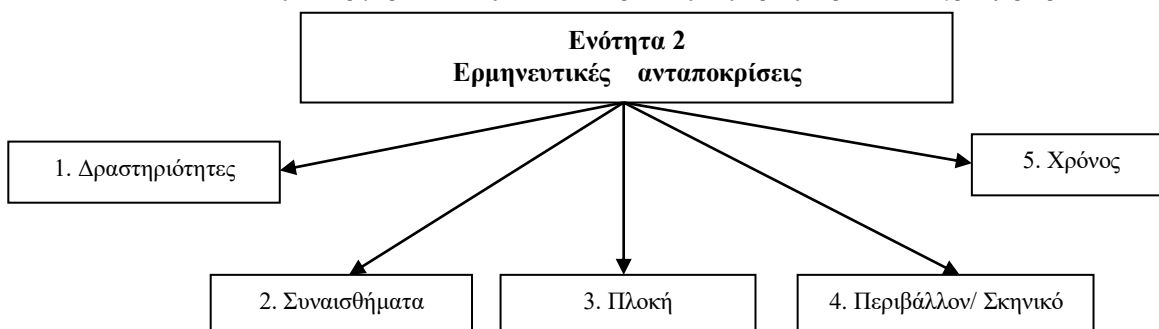 Ενότητα 2
Ερμηνευτικές ανταποκρίσεις
1. Δραστηριότητες
5. Χρόνος
2. Συναισθήματα
3. Πλοκή
4. Περιβάλλον/ Σκηνικό